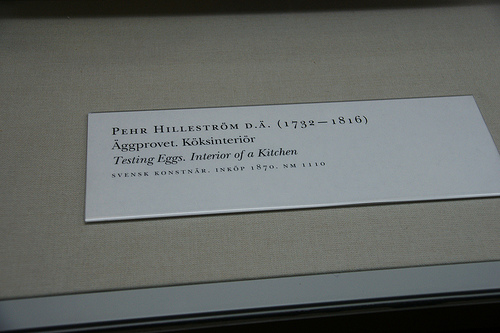 PEHR HILLESTRÖM D.Ä. (1732—1816)
Äggprovet. Köksinteriör
Testing Eggs. Interior of a Kitchen
SVENSK KONSTNÄR. INKÖP 1870. NM 1110